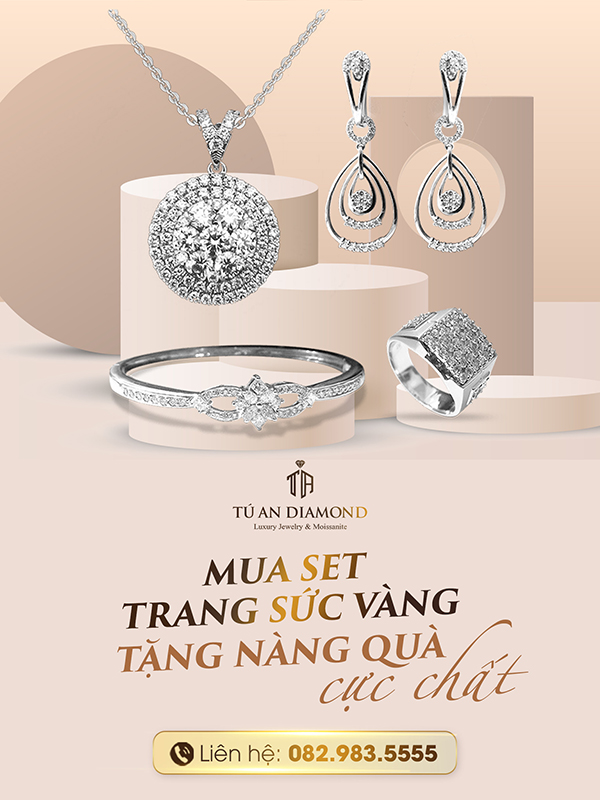 TA
TÚ AN DIAMOND
Luxury Jewelry & Moissanite
MUA SET
TRANG SỨC VÀNG
TẶNG NÀNG QUÀ
cực chất
Liên hệ: 082.983.5555